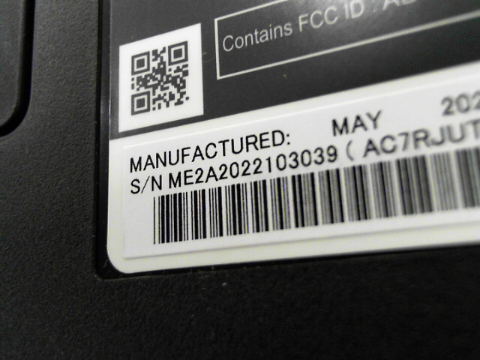 Contains FCC ID
MANUFACTURED: MAY
S/N ME2A2022103039 ( AC7RJUT